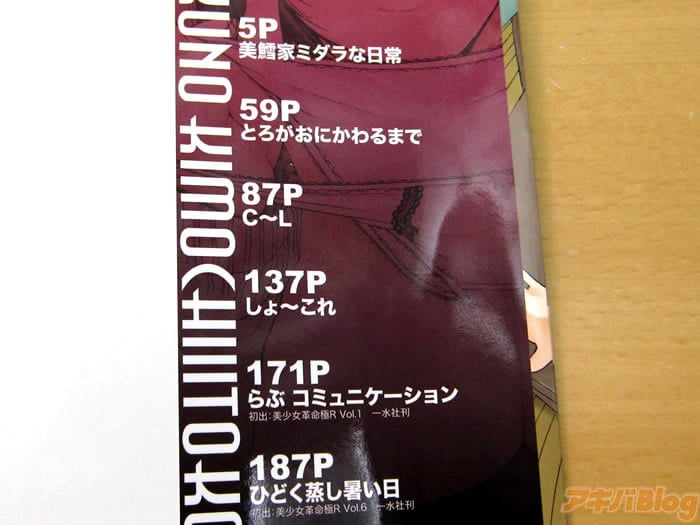 5P
美鱈家ミダラな日常
59P
とろがおにかわるまで
87P
C〜L
137P
しょ〜これ
171P
らぶ コミュニケーション
初出:美少女革命極R Vol.1 一水社刊
187P
ひどく蒸し暑い日
初出:美少女革命極R Vol.6 一水社刊
アキバBlog